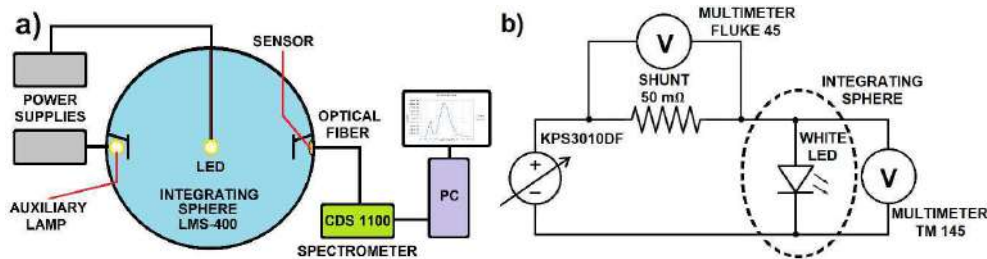 a)
POWER
SUPPLIES
AUXILIARY
LAMP
LED
INTEGRATING
SPHERE
LMS-400
SENSOR
OPTICAL
FIBER
CDS 1100
SPECTROMETER
PC
b)
MULTIMETER
FLUKE 45
V
SHUNT
50 mΩ
KPS3010DF
+
−
INTEGRATING
SPHERE
WHITE
LED
V
MULTIMETER
TM 145